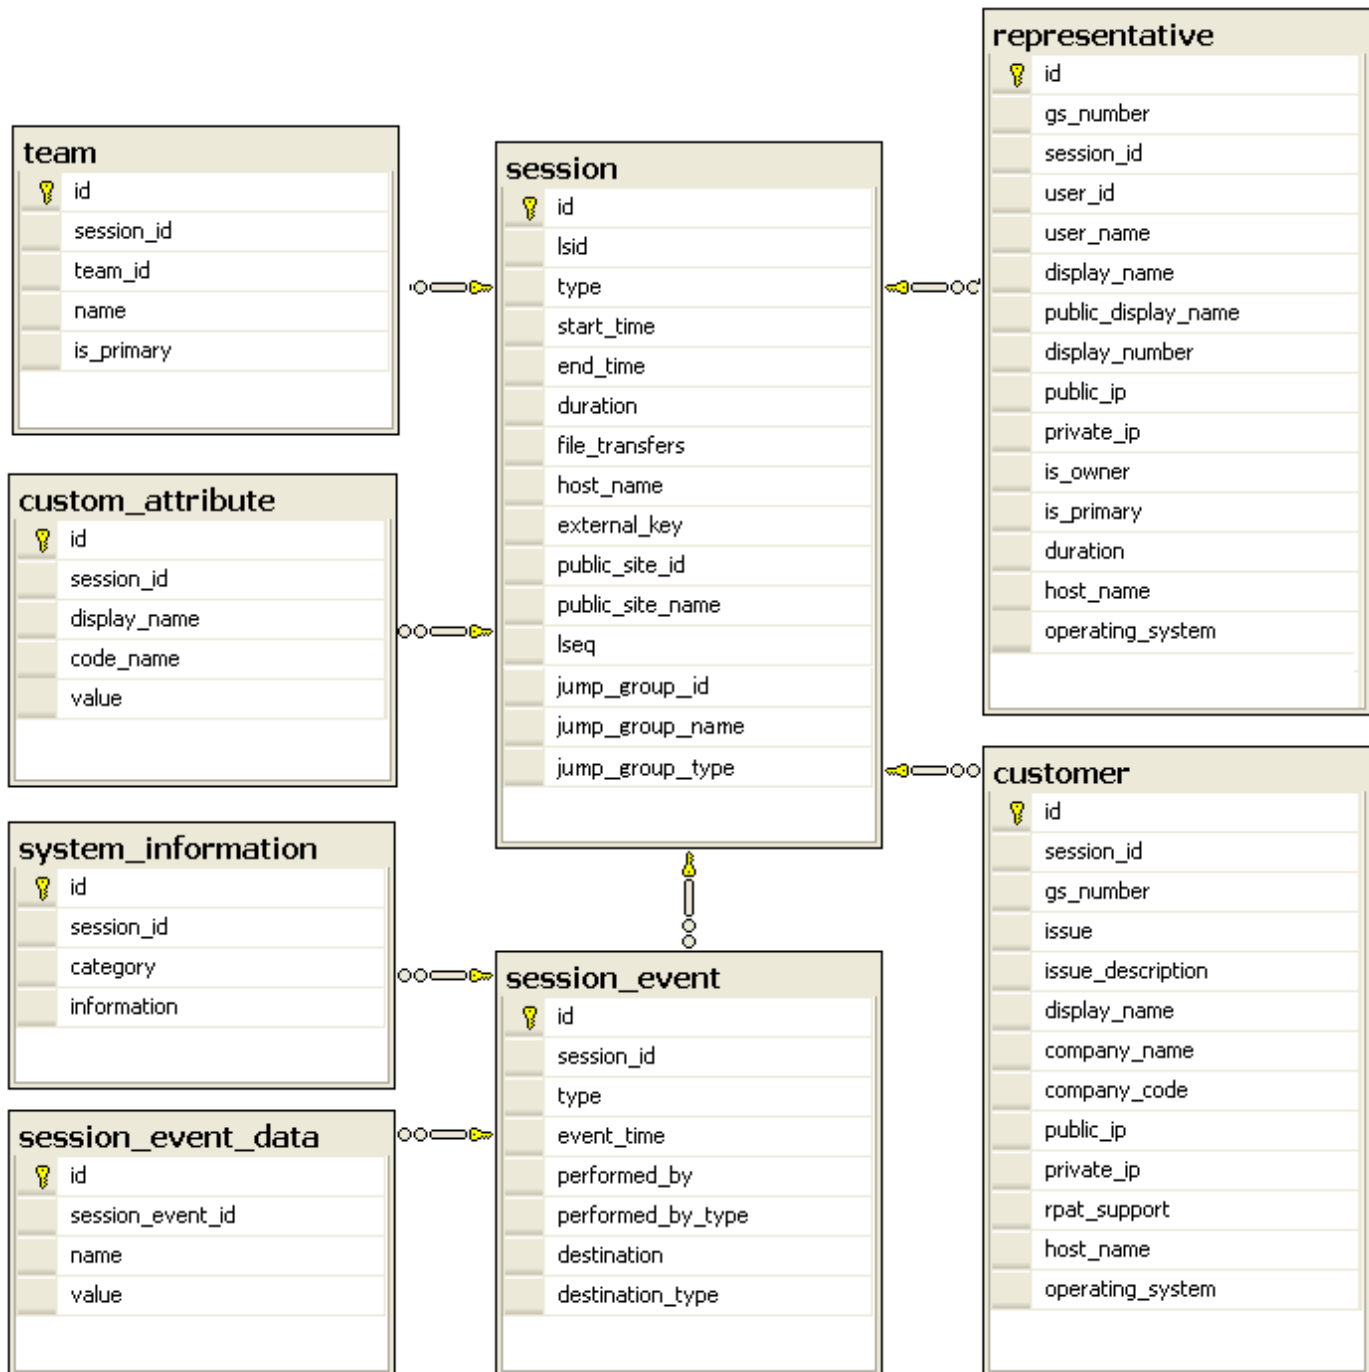 team
id
session_id
team_id
name
is_primary
custom_attribute
id
session_id
display_name
code_name
value
system_information
id
session_id
category
information
session_event_data
id
session_event_id
name
value
session
id
lsid
type
start_time
end_time
duration
file_transfers
host_name
external_key
public_site_id
public_site_name
lseq
jump_group_id
jump_group_name
jump_group_type
session_event
id
session_id
type
event_time
performed_by
performed_by_type
destination
destination_type
representative
id
gs_number
session_id
user_id
user_name
display_name
public_display_name
display_number
public_ip
private_ip
is_owner
is_primary
duration
host_name
operating_system
customer
id
session_id
gs_number
issue
issue_description
display_name
company_name
company_code
public_ip
private_ip
rpat_support
host_name
operating_system